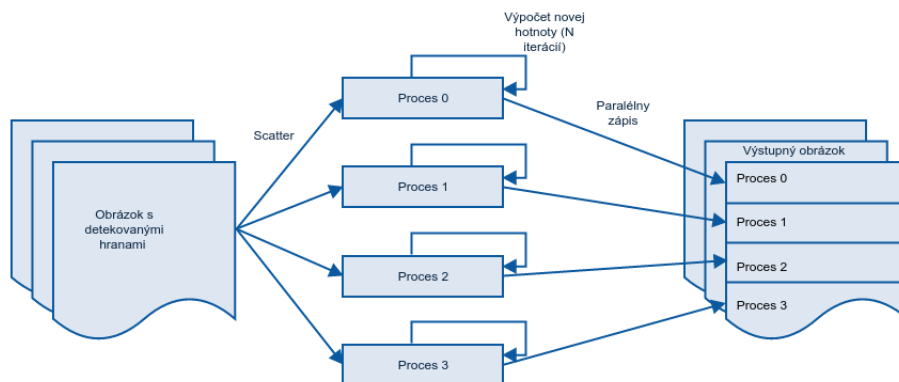 Výpočet novej
hotnoty (N
iterácií)
Proces 0
Paralélny
zápis
Scatter
Výstupný obrázok
Proces 0
Proces 1
Obrázok s
detekovanými
hranami
Proces 1
Proces 2
Proces 2
Proces 3
Proces 3